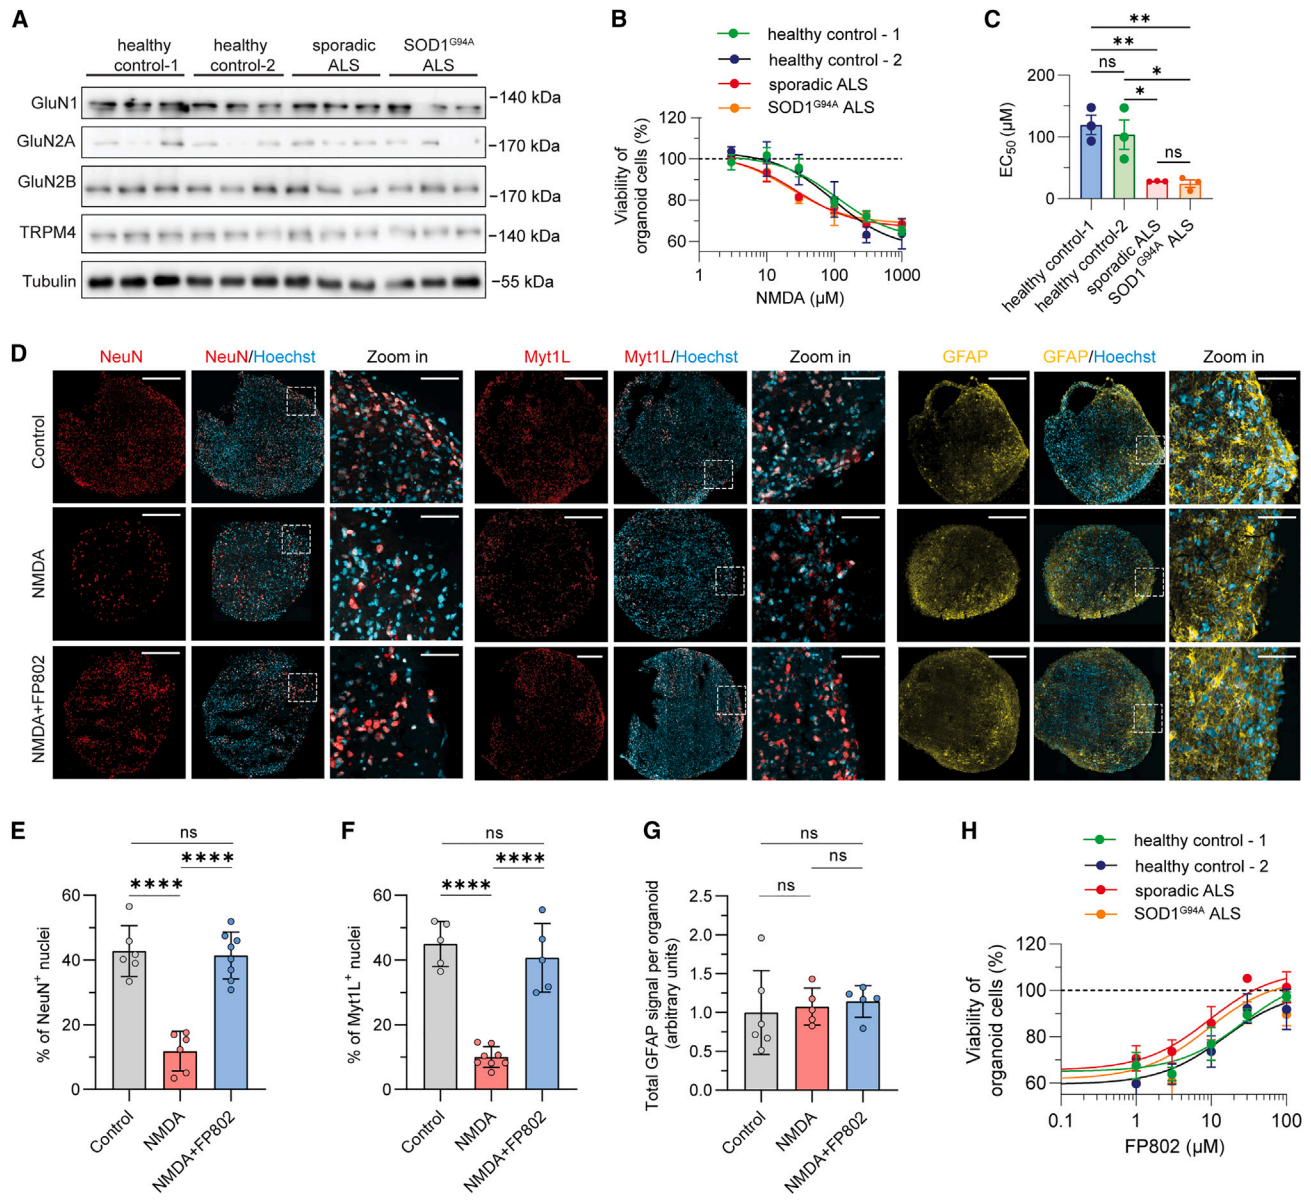 A
healthy control-1
healthy control-2
sporadic ALS
SOD1G94A ALS
GluN1
−140 kDa
GluN2A
−170 kDa
GluN2B
−170 kDa
TRPM4
−140 kDa
Tubulin
−55 kDa
B
healthy control - 1
healthy control - 2
sporadic ALS
SOD1G94A ALS
Viability of
organoid cells (%)
120
100
80
60
1
10
100
1000
NMDA (µM)
C
**
**
ns
*
*
ns
EC50 (µM)
200
100
0
healthy control-1
healthy control-2
sporadic ALS
SOD1G94A ALS
D
NeuN
NeuN/Hoechst
Zoom in
Myt1L
Myt1L/Hoechst
Zoom in
GFAP
GFAP/Hoechst
Zoom in
Control
NMDA
NMDA+FP802
E
ns
****
****
% of NeuN+ nuclei
60
40
20
0
Control
NMDA
NMDA+FP802
F
ns
****
****
% of Myt1L+ nuclei
60
40
20
0
Control
NMDA
NMDA+FP802
G
ns
ns
ns
Total GFAP signal per organoid
(arbitrary units)
2.5
2.0
1.5
1.0
0.5
0.0
Control
NMDA
NMDA+FP802
H
healthy control - 1
healthy control - 2
sporadic ALS
SOD1G94A ALS
Viability of
organoid cells (%)
120
100
80
60
0.1
1
10
100
FP802 (µM)